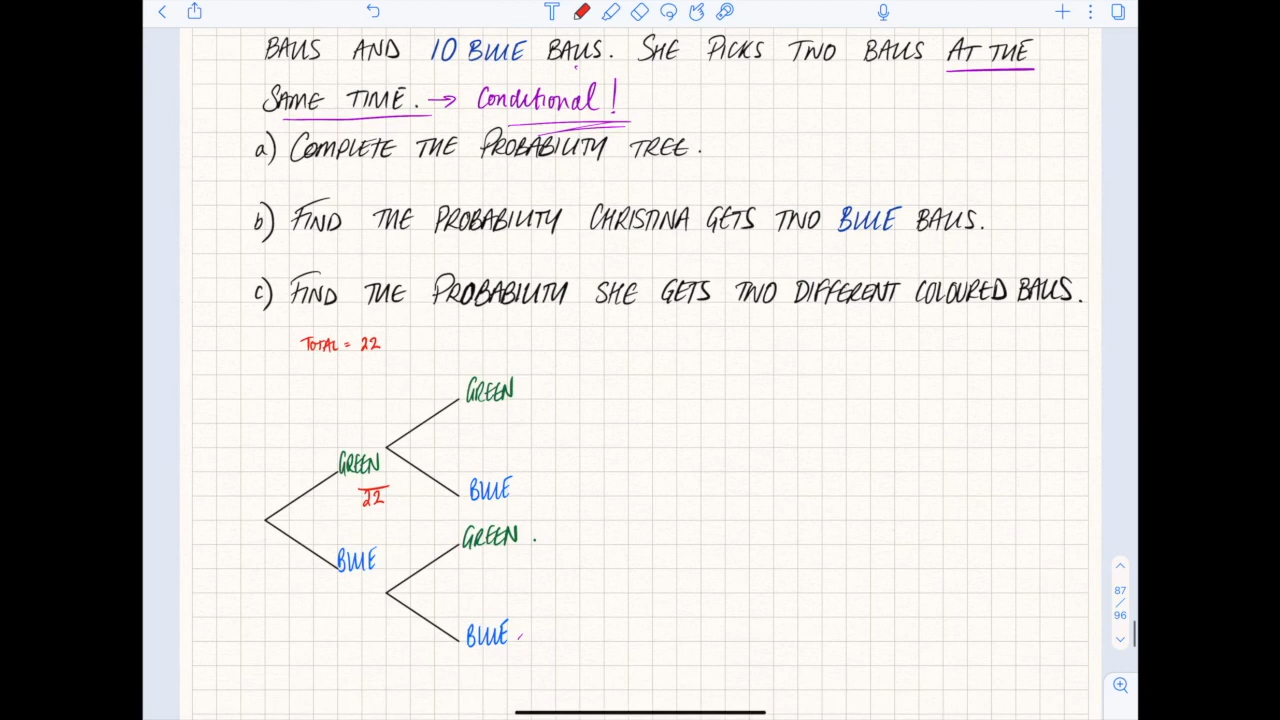 BALLS AND 10 BLUE BALLS. SHE PICKS TWO BALLS AT THE
SAME TIME. → Conditional!
a) COMPLETE THE PROBABILITY TREE.
b) FIND THE PROBABILITY CHRISTINA GETS TWO BLUE BALLS.
c) FIND THE PROBABILITY SHE GETS TWO DIFFERENT COLOURED BALLS.
TOTAL = 22
GREEN
GREEN
22
BLUE
GREEN .
BLUE
BLUE
87
/
96